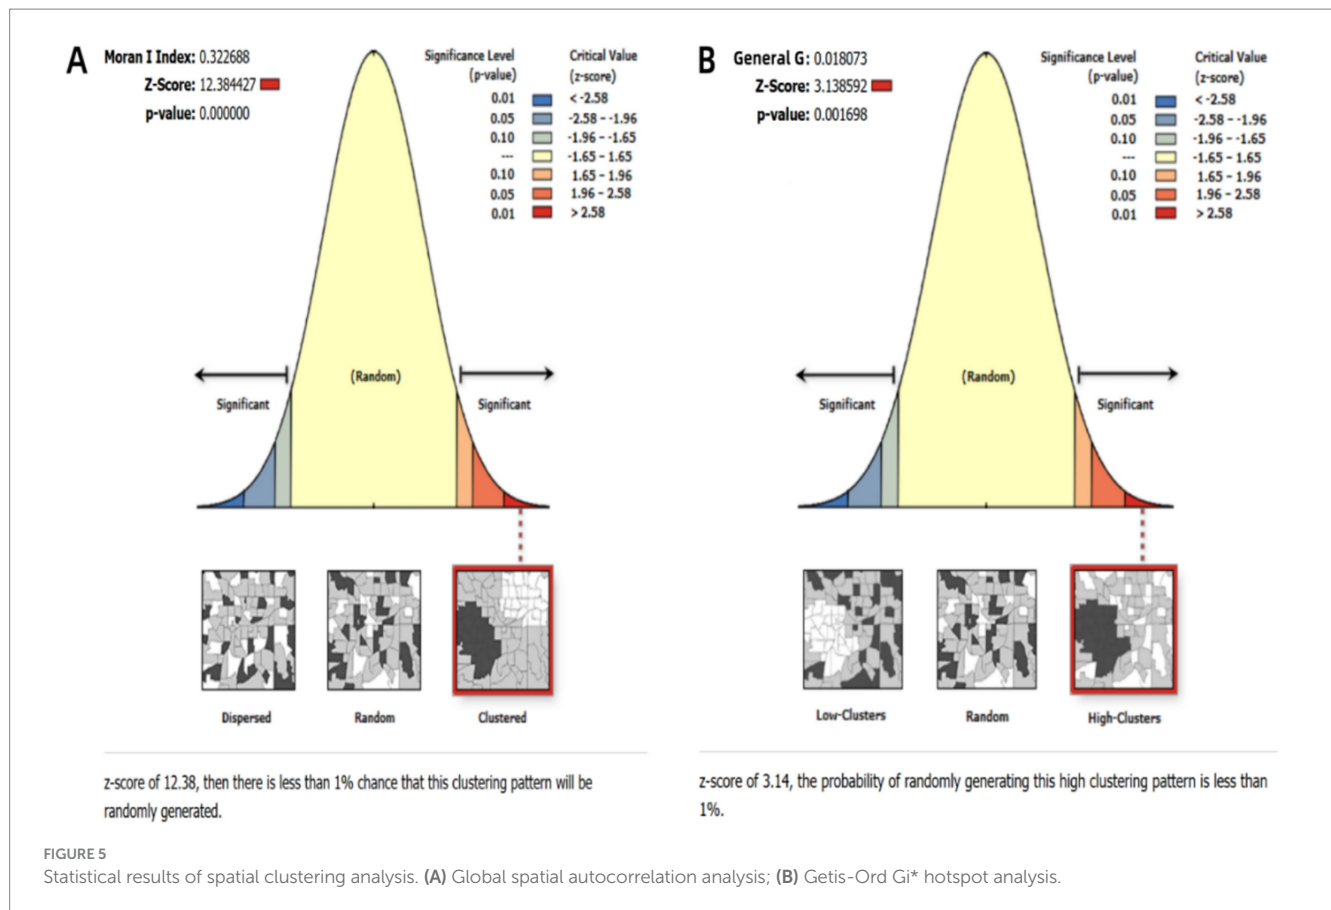 A
Moran I Index: 0.322688
Z-Score: 12.384427
p-value: 0.000000
Significance Level (p-value)
Critical Value (z-score)
0.01 < -2.58
0.05 -2.58 – -1.96
0.10 -1.96 – -1.65
--- -1.65 – 1.65
0.10 1.65 – 1.96
0.05 1.96 – 2.58
0.01 > 2.58
(Random)
Significant
Significant
Dispersed
Random
Clustered
z-score of 12.38, then there is less than 1% chance that this clustering pattern will be
randomly generated.
B
General G: 0.018073
Z-Score: 3.138592
p-value: 0.001698
Significance Level (p-value)
Critical Value (z-score)
0.01 < -2.58
0.05 -2.58 – -1.96
0.10 -1.96 – -1.65
--- -1.65 – 1.65
0.10 1.65 – 1.96
0.05 1.96 – 2.58
0.01 > 2.58
(Random)
Significant
Significant
Low-Clusters
Random
High-Clusters
z-score of 3.14, the probability of randomly generating this high clustering pattern is less than
1%.
FIGURE 5
Statistical results of spatial clustering analysis. (A) Global spatial autocorrelation analysis; (B) Getis-Ord Gi* hotspot analysis.